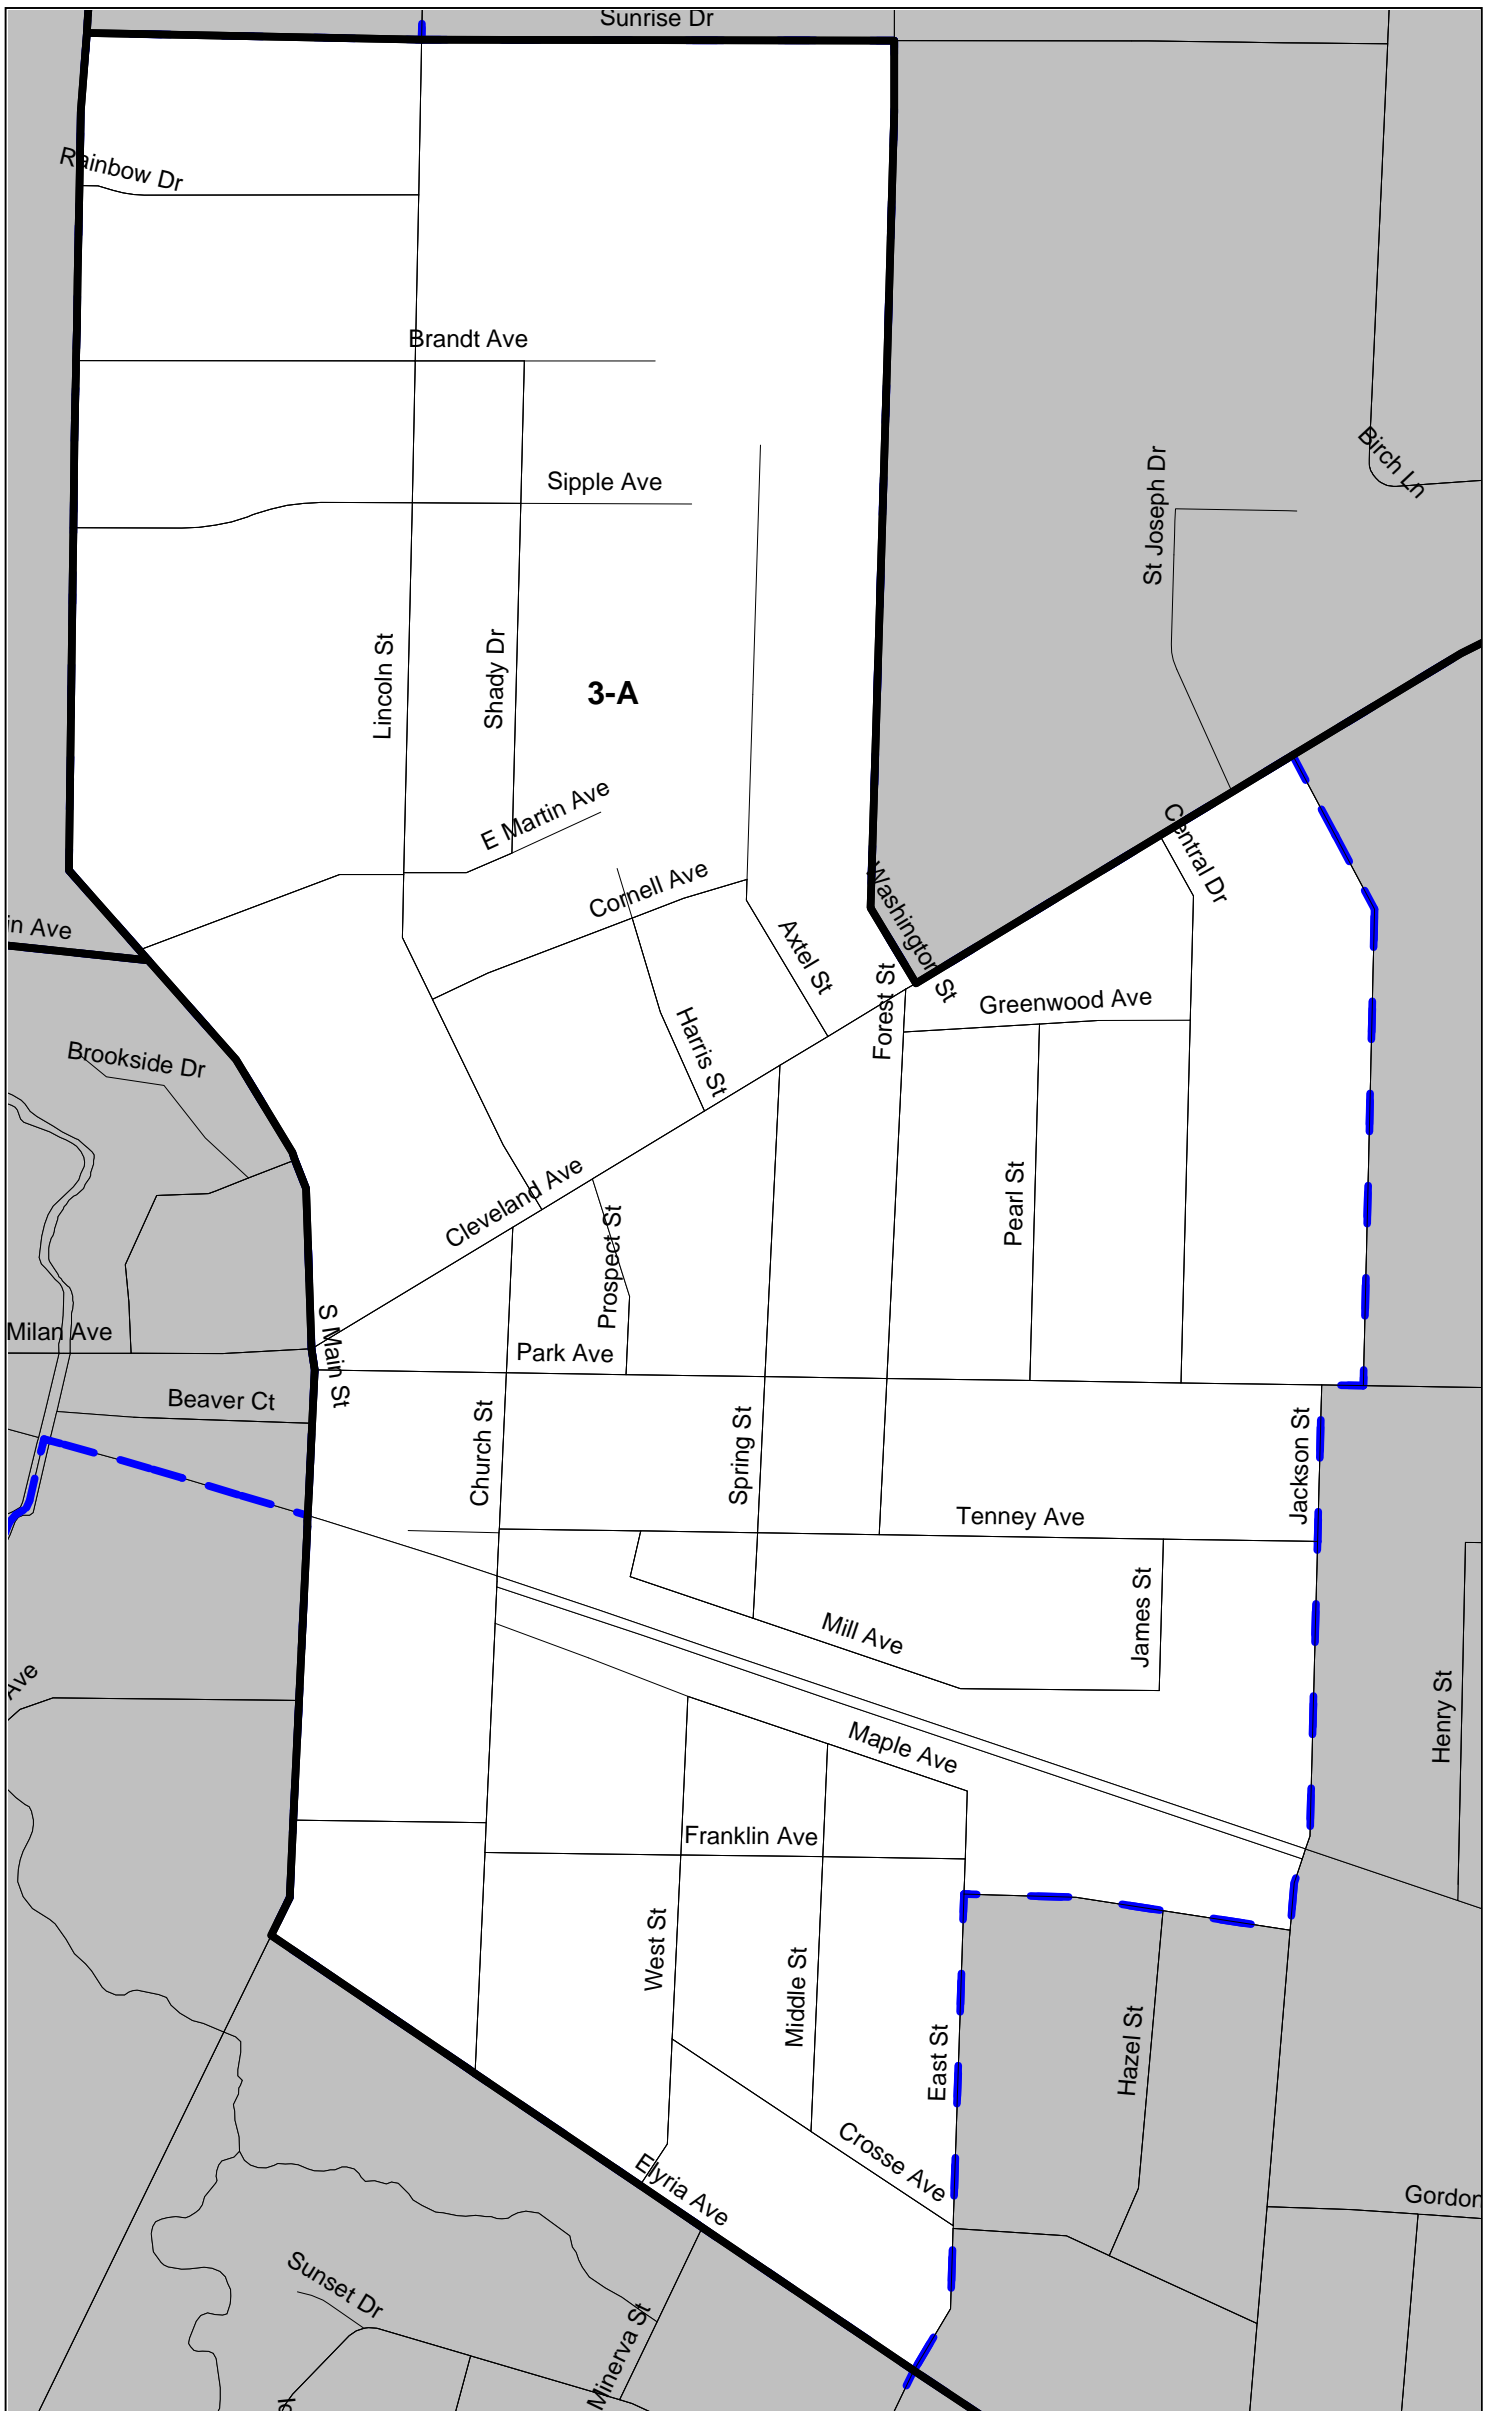 Sunrise Dr
Rainbow Dr
Brandt Ave
Birch Ln
Sipple Ave
St Joseph Dr
Lincoln St
Shady Dr
3-A
E Martin Ave
Central Dr
Cornell Ave
Washington St
in Ave
Axtel St
Forest St
Greenwood Ave
Brookside Dr
Harris St
Cleveland Ave
Pearl St
Prospect St
Milan Ave
S Main St
Park Ave
Beaver Ct
Church St
Spring St
Jackson St
Tenney Ave
James St
Mill Ave
Ave
Henry St
Maple Ave
Franklin Ave
West St
Middle St
East St
Hazel St
Crosse Ave
Elyria Ave
Gordon
Sunset Dr
Minerva St